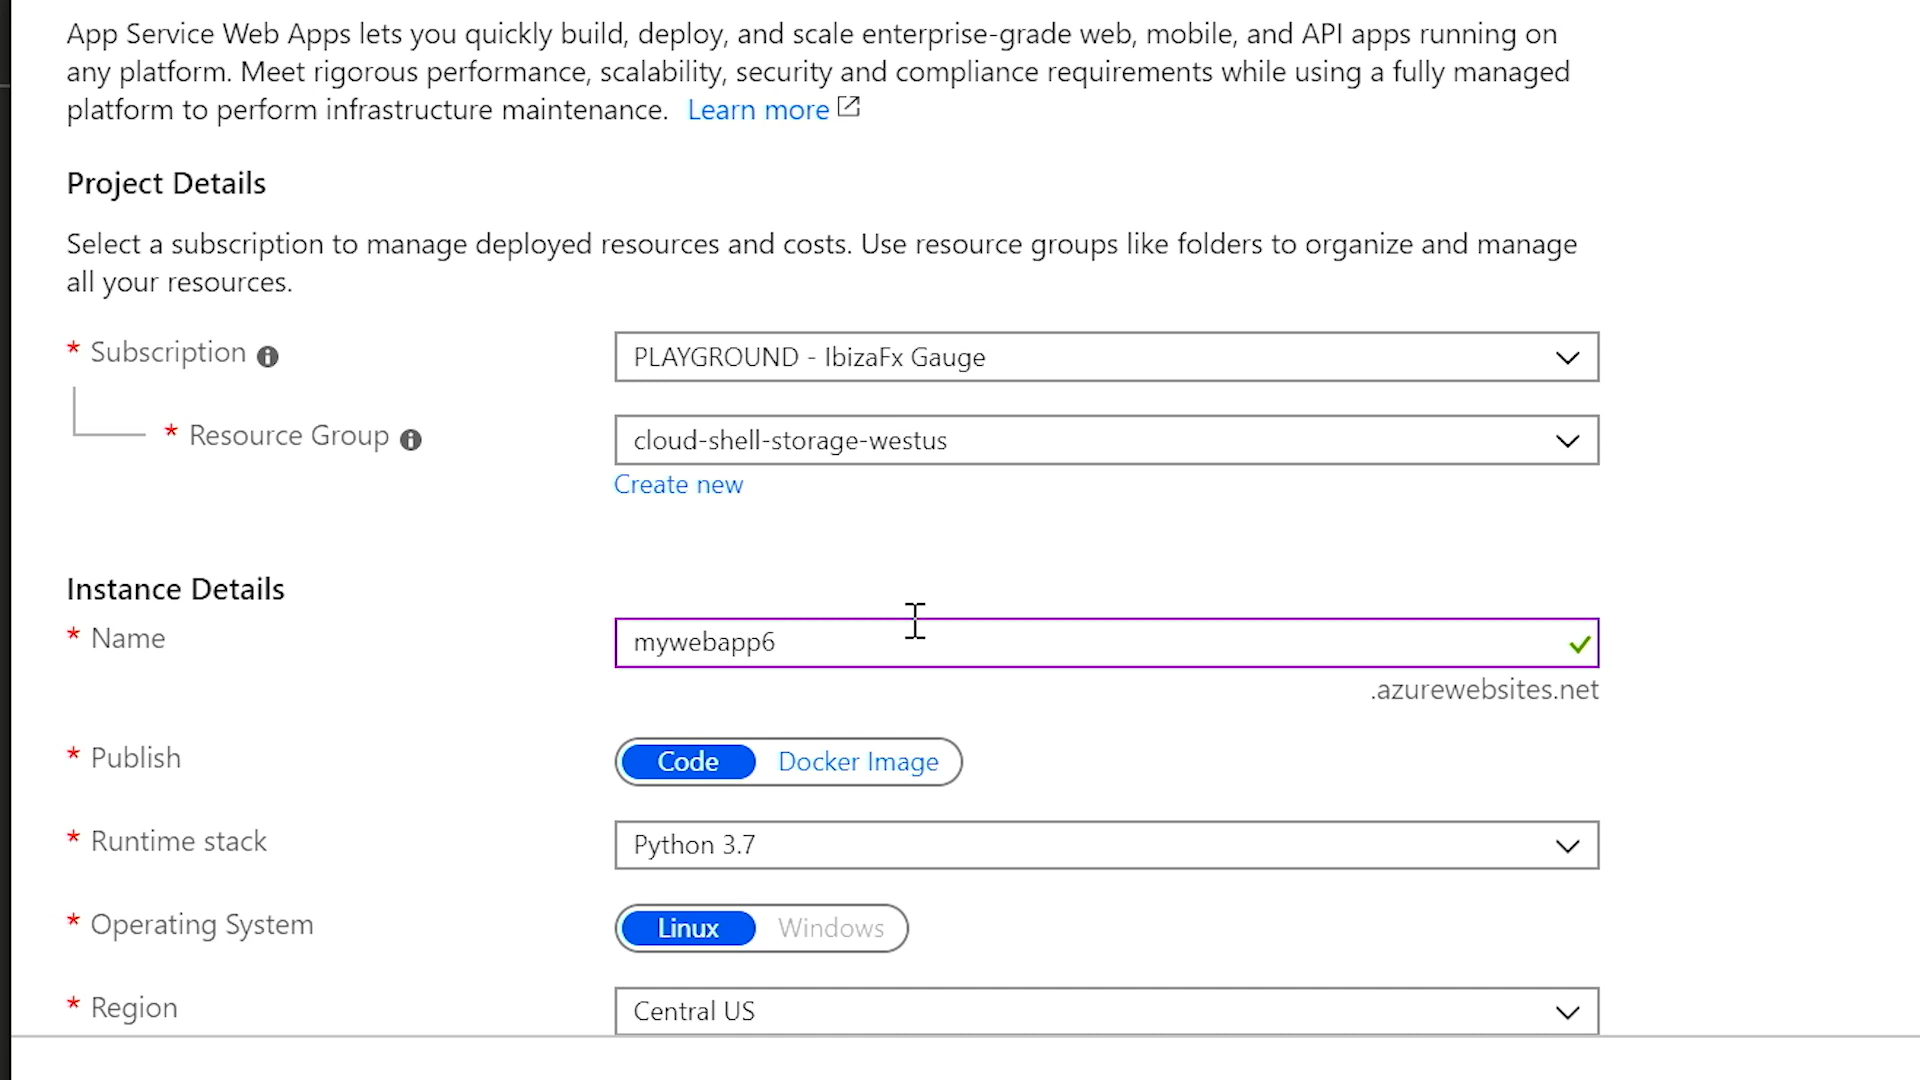 App Service Web Apps lets you quickly build, deploy, and scale enterprise-grade web, mobile, and API apps running on
any platform. Meet rigorous performance, scalability, security and compliance requirements while using a fully managed
platform to perform infrastructure maintenance. Learn more
Project Details
Select a subscription to manage deployed resources and costs. Use resource groups like folders to organize and manage
all your resources.
* Subscription PLAYGROUND - IbizaFx Gauge
* Resource Group cloud-shell-storage-westus
Create new
Instance Details
* Name mywebapp6
.azurewebsites.net
* Publish Code Docker Image
* Runtime stack Python 3.7
* Operating System Linux Windows
* Region Central US